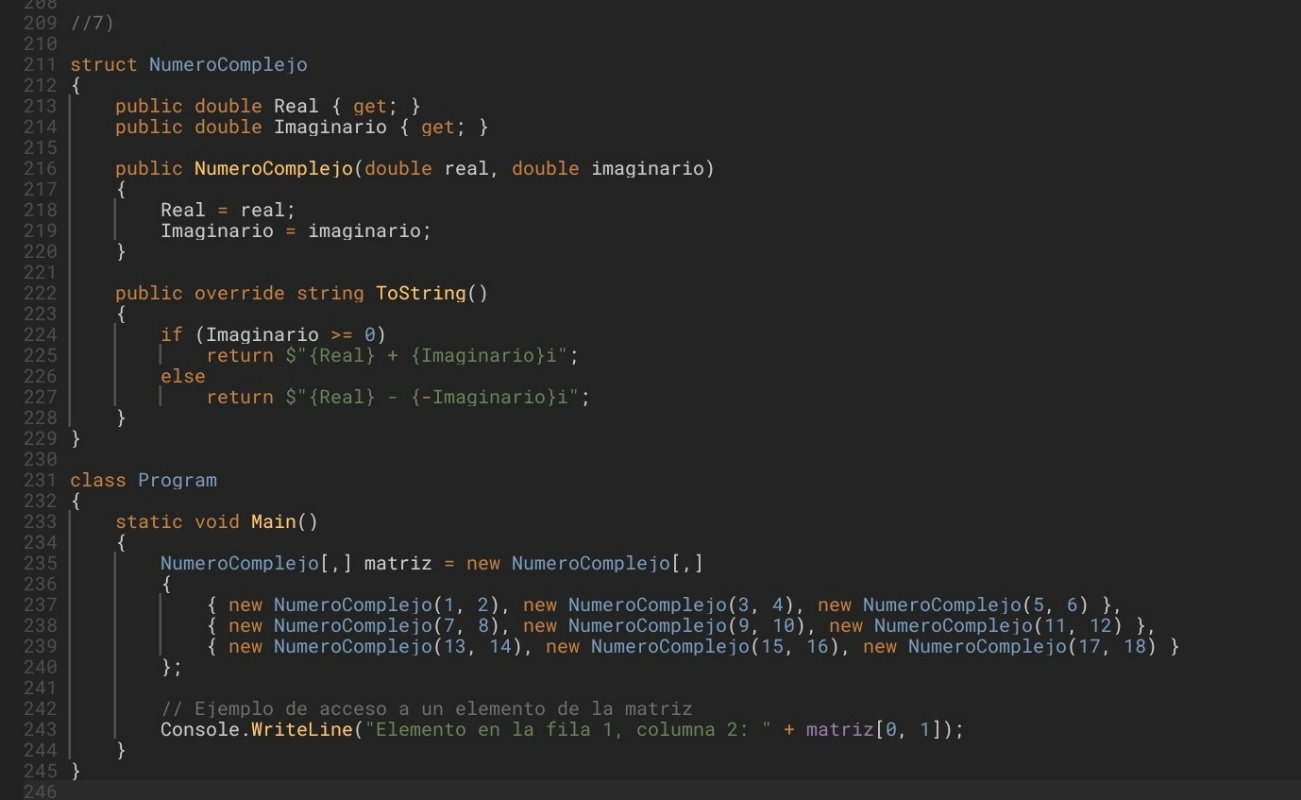 208
209 //7)
210
211 struct NumeroComplejo
212 {
213     public double Real { get; }
214     public double Imaginario { get; }
215
216     public NumeroComplejo(double real, double imaginario)
217     {
218         Real = real;
219         Imaginario = imaginario;
220     }
221
222     public override string ToString()
223     {
224         if (Imaginario >= 0)
225             return $"{Real} + {Imaginario}i";
226         else
227             return $"{Real} - {-Imaginario}i";
228     }
229 }
230
231 class Program
232 {
233     static void Main()
234     {
235         NumeroComplejo[,] matriz = new NumeroComplejo[,]
236         {
237             { new NumeroComplejo(1, 2), new NumeroComplejo(3, 4), new NumeroComplejo(5, 6) },
238             { new NumeroComplejo(7, 8), new NumeroComplejo(9, 10), new NumeroComplejo(11, 12) },
239             { new NumeroComplejo(13, 14), new NumeroComplejo(15, 16), new NumeroComplejo(17, 18) }
240         };
241
242         // Ejemplo de acceso a un elemento de la matriz
243         Console.WriteLine("Elemento en la fila 1, columna 2: " + matriz[0, 1]);
244     }
245 }
246